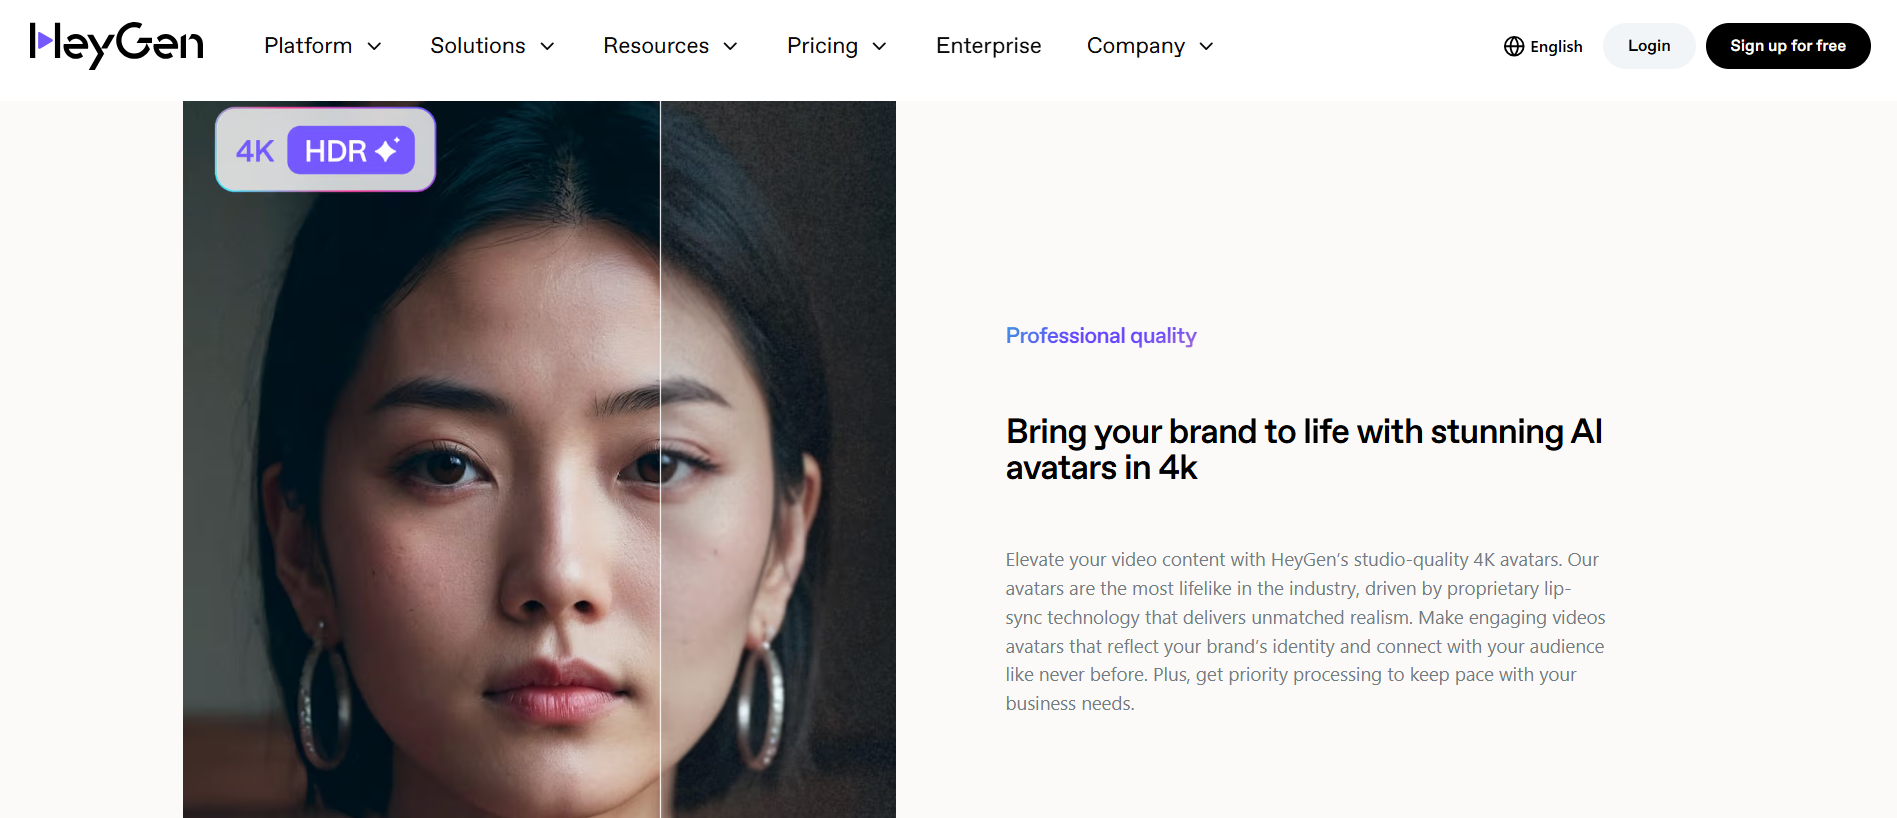 HeyGen
Platform
Solutions
Resources
Pricing
Enterprise
Company
English
Login
Sign up for free
4K HDR
Professional quality
Bring your brand to life with stunning AI
avatars in 4k
Elevate your video content with HeyGen’s studio-quality 4K avatars. Our
avatars are the most lifelike in the industry, driven by proprietary lip-
sync technology that delivers unmatched realism. Make engaging videos
avatars that reflect your brand’s identity and connect with your audience
like never before. Plus, get priority processing to keep pace with your
business needs.